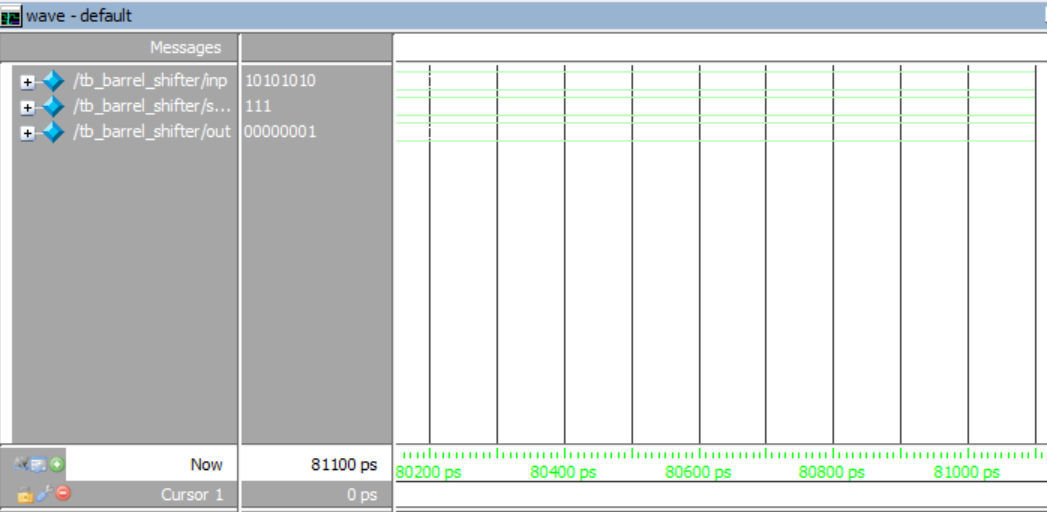 wave - default
Messages
/tb_barrel_shifter/inp 10101010
/tb_barrel_shifter/s... 111
/tb_barrel_shifter/out 00000001
Now 81100 ps
80200 ps 80400 ps 80600 ps 80800 ps 81000 ps
Cursor 1 0 ps